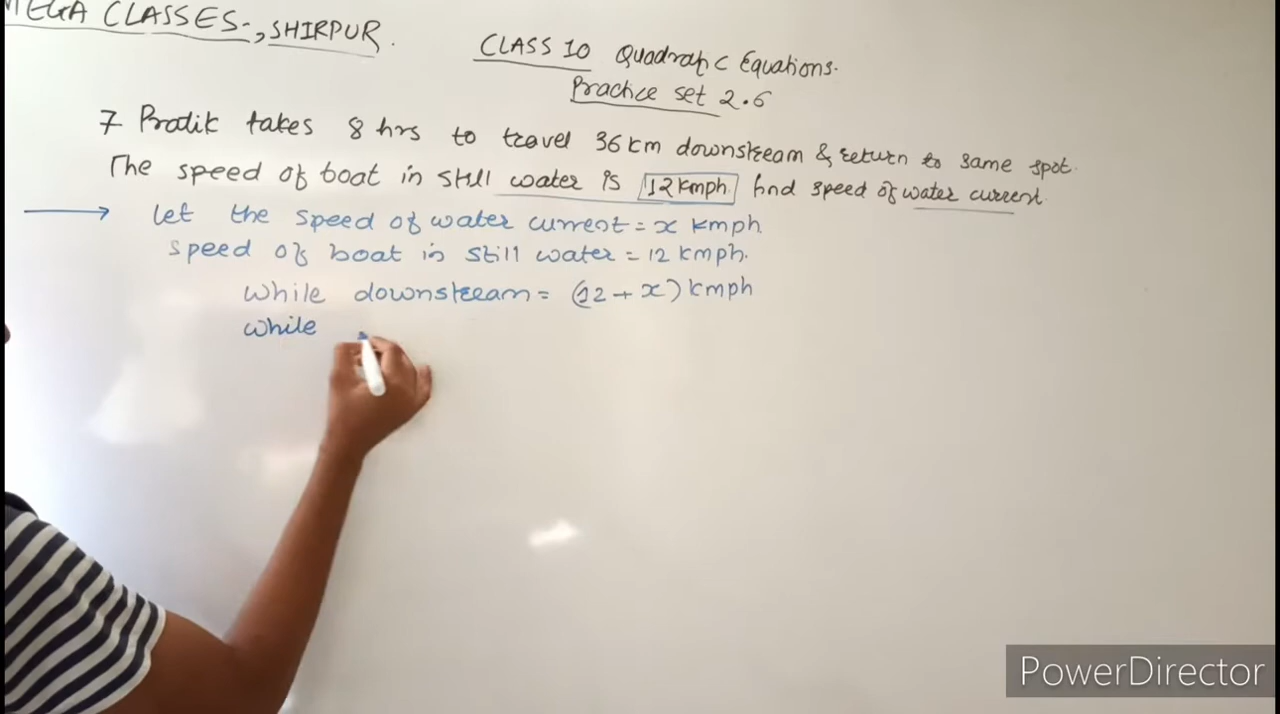 MEGA CLASSES-, SHIRPUR.
CLASS 10 Quadratic Equations.
Practice set 2.6
7 Pratik takes 8 hrs to travel 36 km downstream & return to same spot.
The speed of boat in still water is 12 kmph. find speed of water current.
let the speed of water current = x kmph.
speed of boat in still water = 12 kmph.
while downstream = (12 + x) kmph
while
PowerDirector